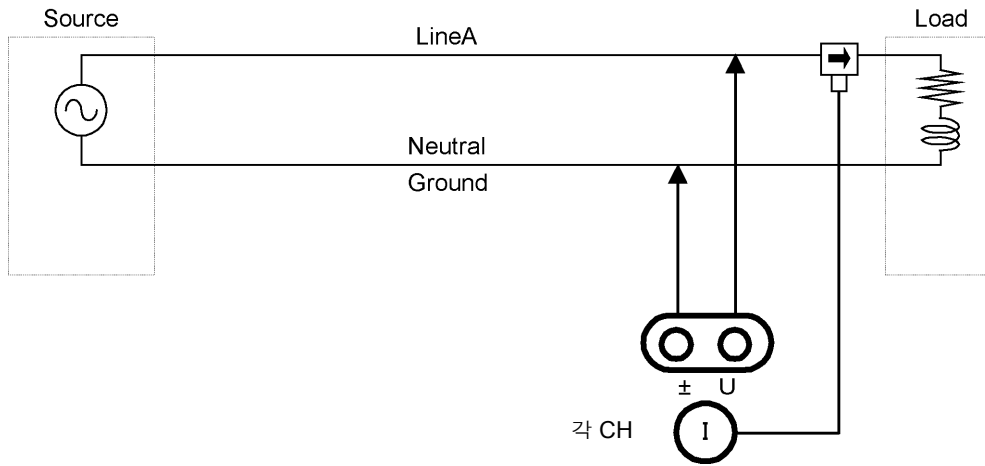 Source
Load
LineA
Neutral
Ground
± U
각 CH
I